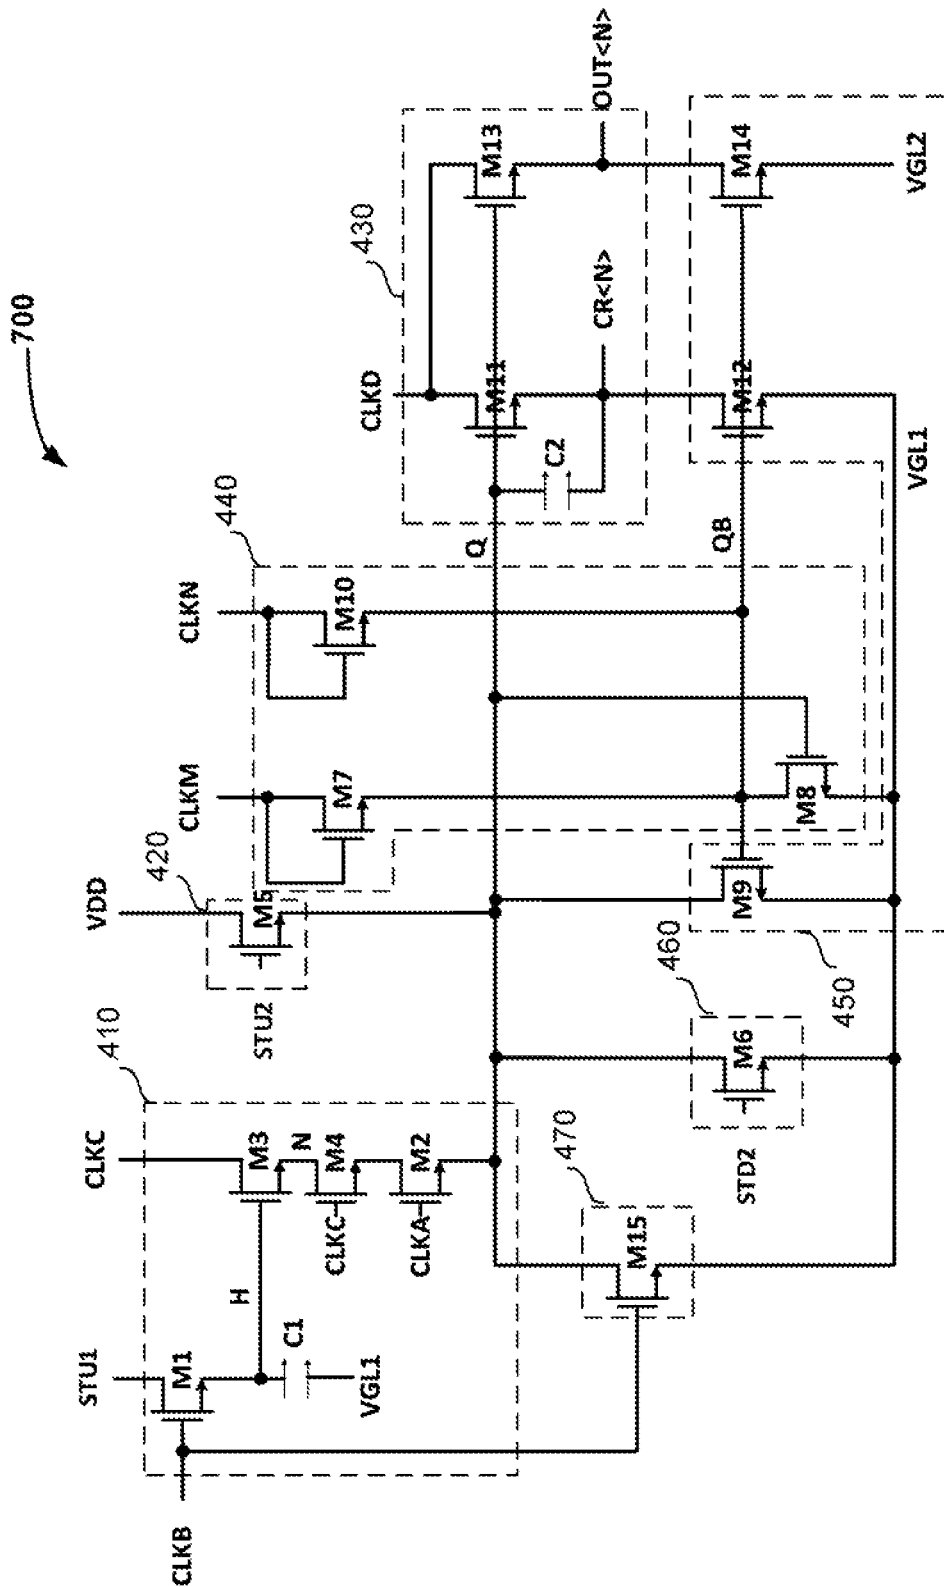 700
CLKB
STU1
M1
H
C1
VGL1
CLKC
M3
N
M4
CLKC
M2
CLKA
410
VDD
420
M5
STU2
CLKM
M7
CLKN
M10
440
Q
CLKD
430
M11
M13
C2
CR<N>
OUT<N>
470
M15
460
M6
STD2
M9
M8
450
QB
M12
M14
VGL1
VGL2